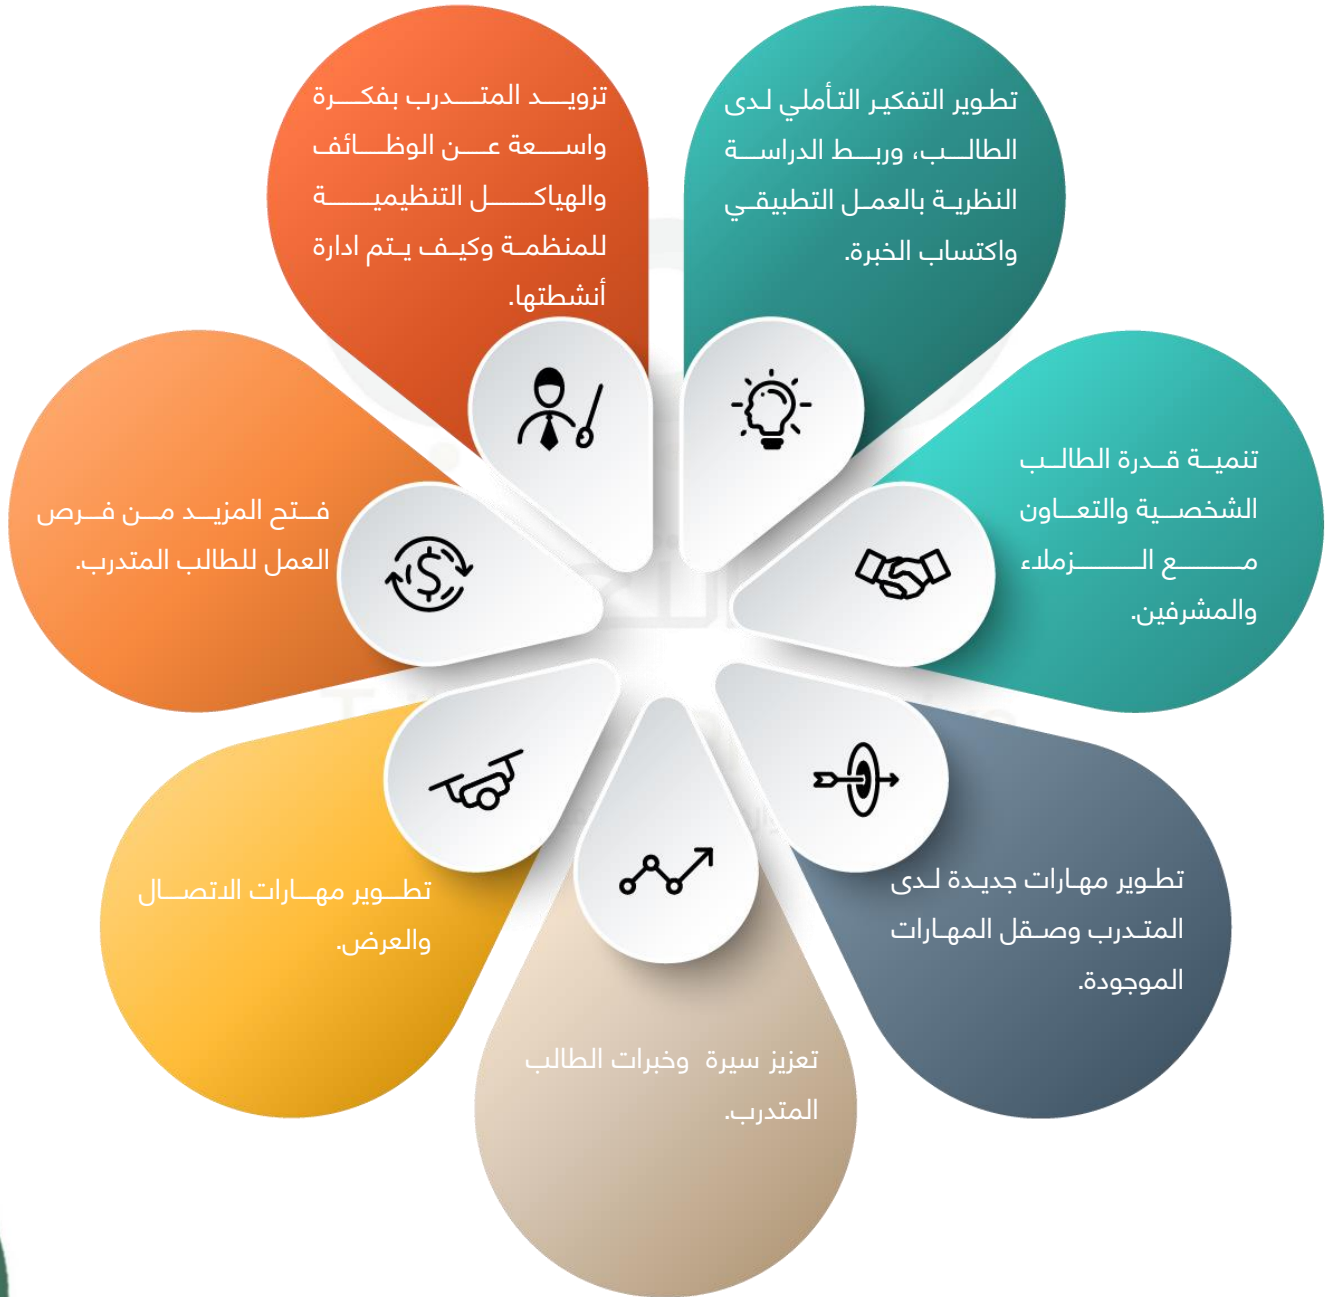 تطوير التفكير التأملي لدى
الطالب، وربط الدراسة
النظرية بالعمل التطبيقي
واكتساب الخبرة.
تنمية قدرة الطالب
الشخصية والتعاون
مع الزملاء
والمشرفين.
تطوير مهارات جديدة لدى
المتدرب وصقل المهارات
الموجودة.
تعزيز سيرة وخبرات الطالب
المتدرب.
تطوير مهارات الاتصال
والعرض.
فتح المزيد من فرص
العمل للطالب المتدرب.
تزويد المتدرب بفكرة
واسعة عن الوظائف
والهياكل التنظيمية
للمنظمة وكيف يتم ادارة
أنشطتها.